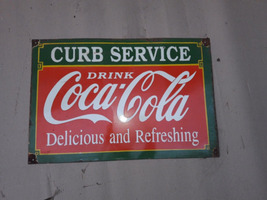 CURB SERVICE
DRINK
Coca-Cola
Delicious and Refreshing